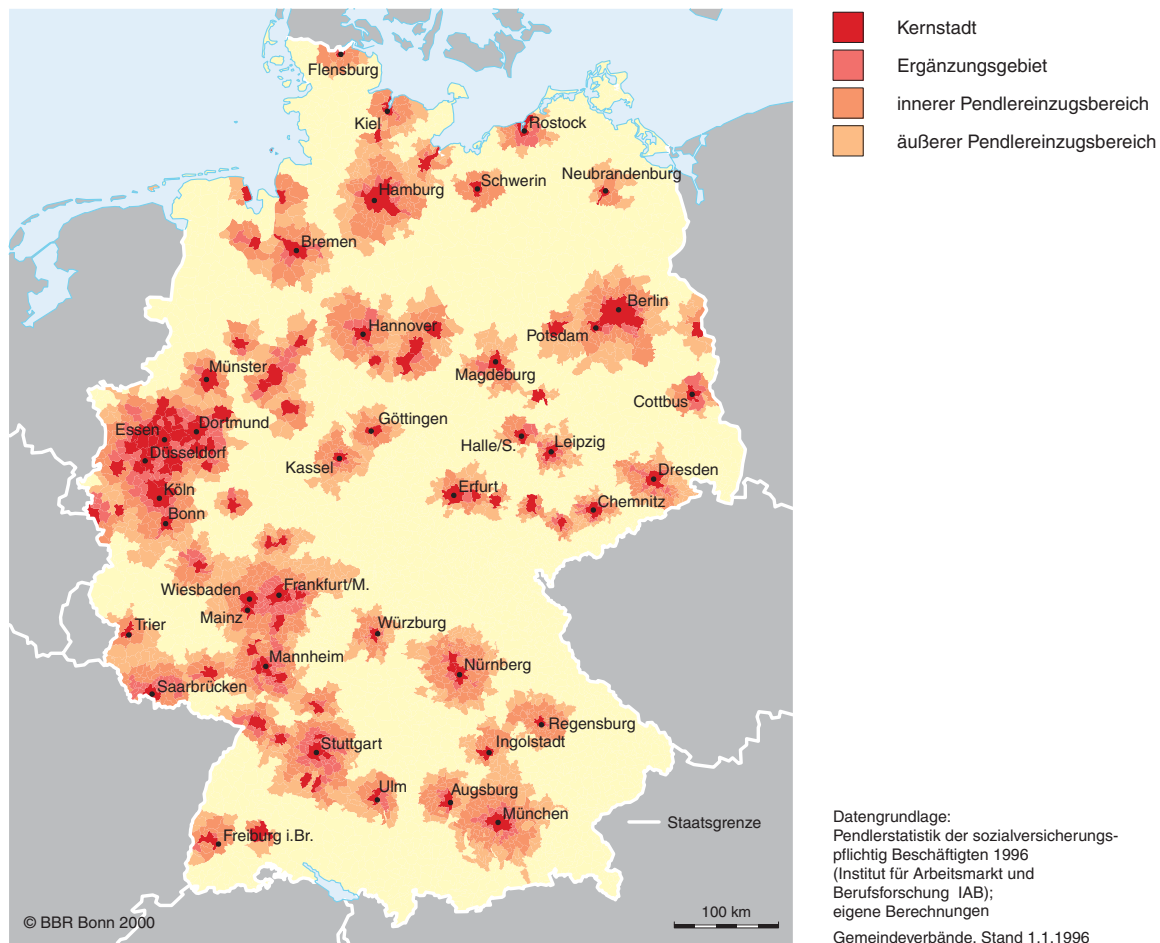 Kernstadt
Ergänzungsgebiet
innerer Pendlereinzugsbereich
äußerer Pendlereinzugsbereich
Flensburg
Kiel
Rostock
Neubrandenburg
Schwerin
Hamburg
Bremen
Berlin
Hannover
Potsdam
Münster
Magdeburg
Cottbus
Göttingen
Dortmund
Essen
Halle/S.
Leipzig
Düsseldorf
Kassel
Dresden
Köln
Erfurt
Chemnitz
Bonn
Wiesbaden
Frankfurt/M.
Mainz
Trier
Würzburg
Mannheim
Nürnberg
Saarbrücken
Regensburg
Stuttgart
Ingolstadt
Ulm
Augsburg
München
Freiburg i.Br.
Staatsgrenze
© BBR Bonn 2000
100 km
Datengrundlage:
Pendlerstatistik der sozialversicherungs-
pflichtig Beschäftigten 1996
(Institut für Arbeitsmarkt und
Berufsforschung IAB);
eigene Berechnungen
Gemeindeverbände, Stand 1.1.1996